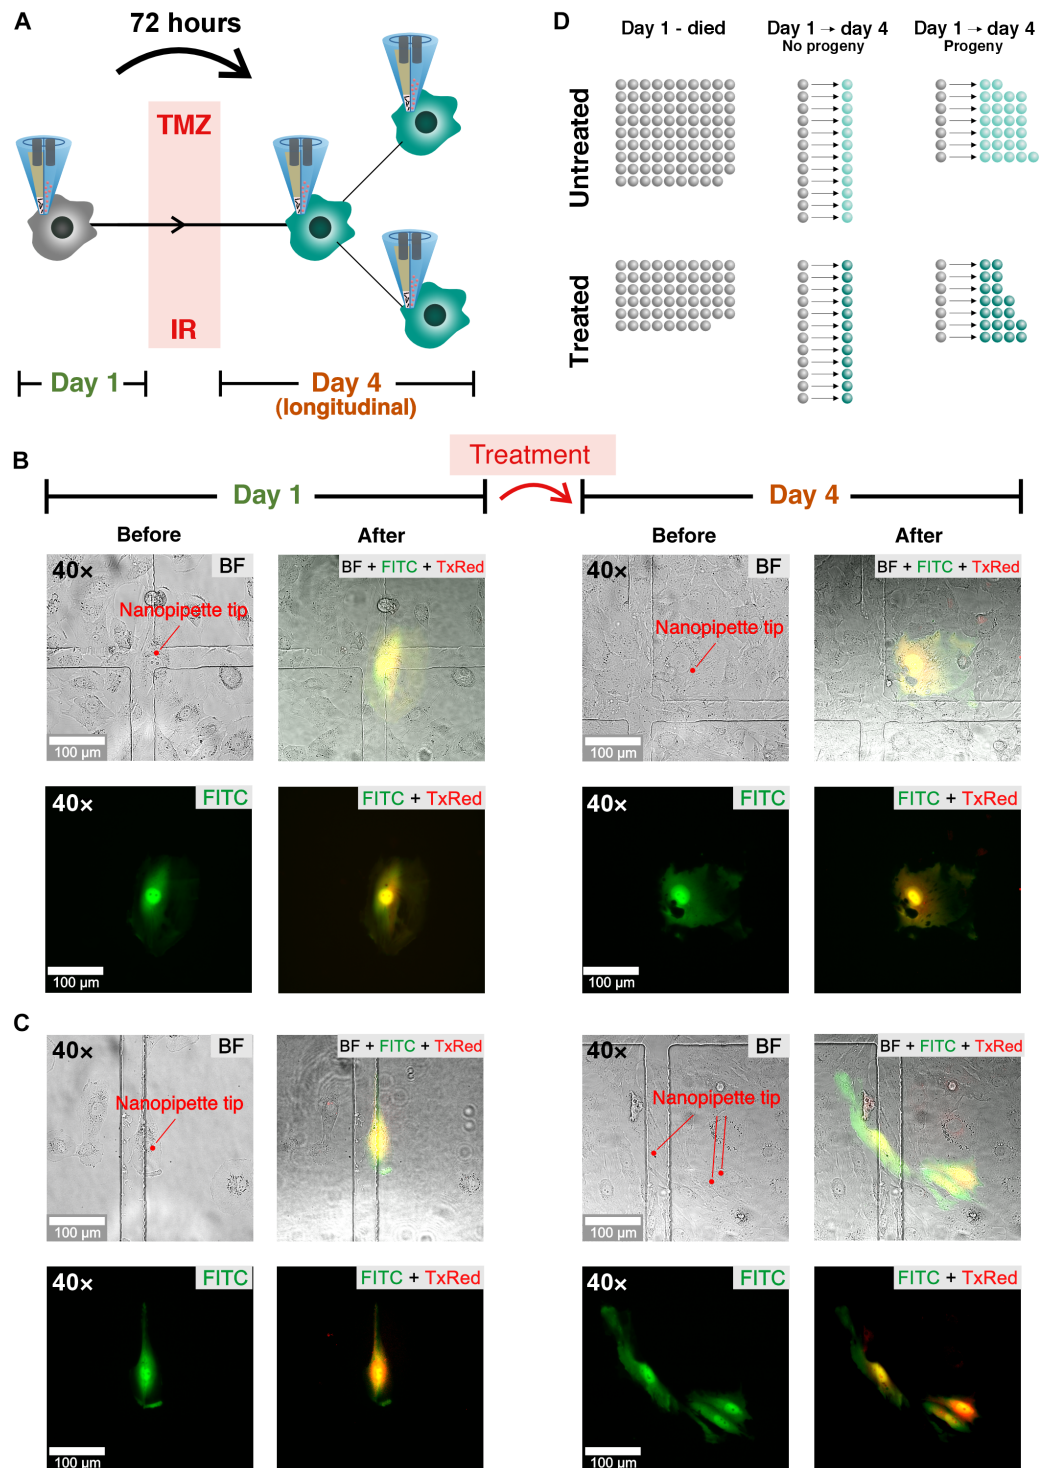 A
72 hours
TMZ
IR
Day 1
Day 4
(longitudinal)
D
Day 1 - died
Day 1 → day 4
No progeny
Day 1 → day 4
Progeny
Untreated
Treated
B
Treatment
Day 1
Day 4
Before
After
Before
After
40×
BF
Nanopipette tip
100 µm
BF + FITC + TxRed
40×
BF
Nanopipette tip
100 µm
BF + FITC + TxRed
40×
FITC
100 µm
FITC + TxRed
40×
FITC
100 µm
FITC + TxRed
C
40×
BF
Nanopipette tip
100 µm
BF + FITC + TxRed
40×
BF
Nanopipette tip
100 µm
BF + FITC + TxRed
40×
FITC
100 µm
FITC + TxRed
40×
FITC
100 µm
FITC + TxRed